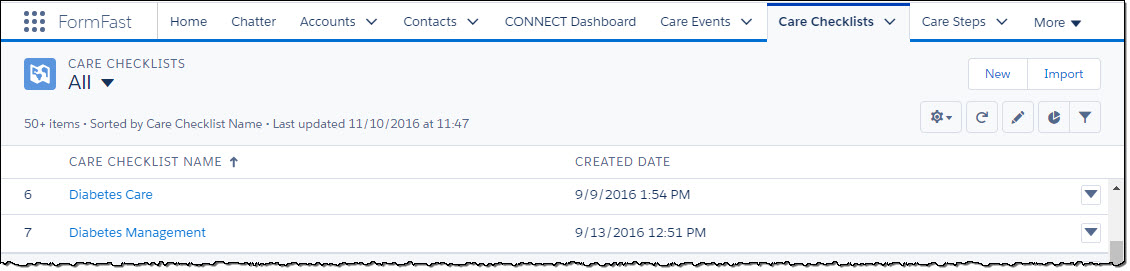 FormFast Home Chatter Accounts Contacts CONNECT Dashboard Care Events Care Checklists Care Steps More
CARE CHECKLISTS
All
New Import
50+ items • Sorted by Care Checklist Name • Last updated 11/10/2016 at 11:47
CARE CHECKLIST NAME CREATED DATE
6 Diabetes Care 9/9/2016 1:54 PM
7 Diabetes Management 9/13/2016 12:51 PM